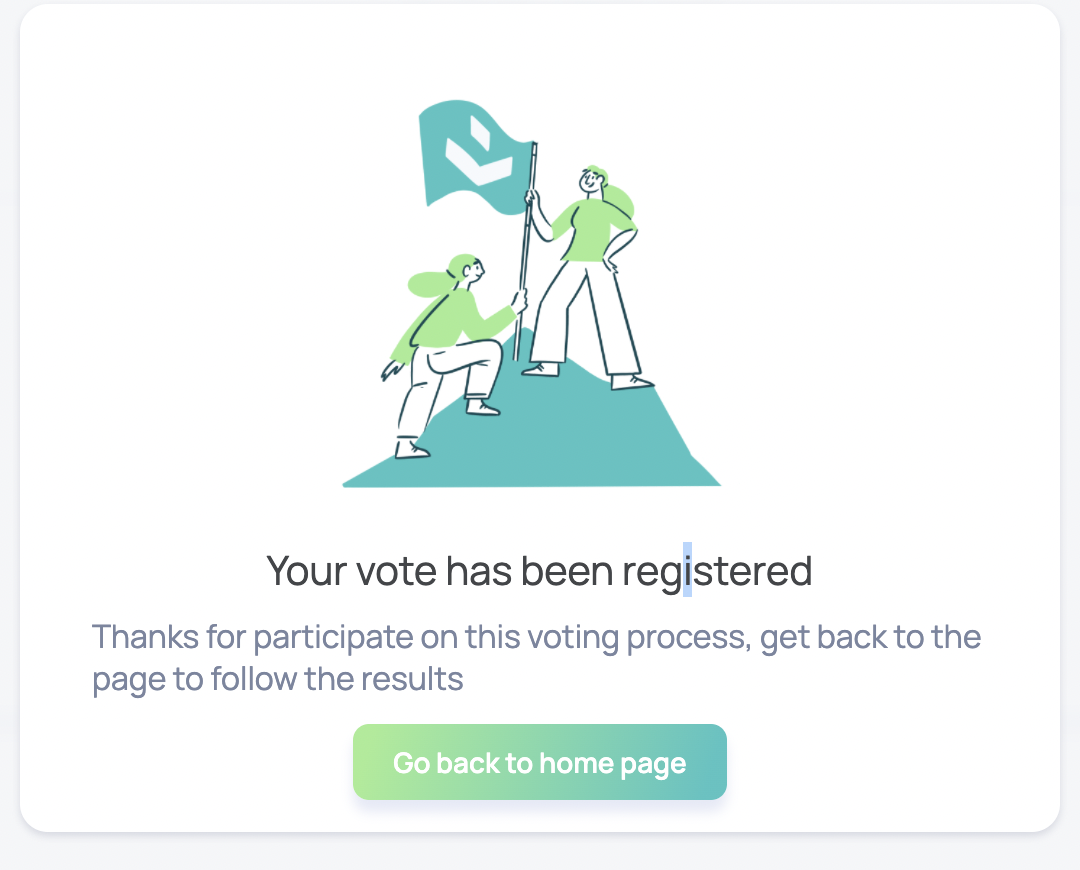 Your vote has been registered
Thanks for participate on this voting process, get back to the
page to follow the results
Go back to home page